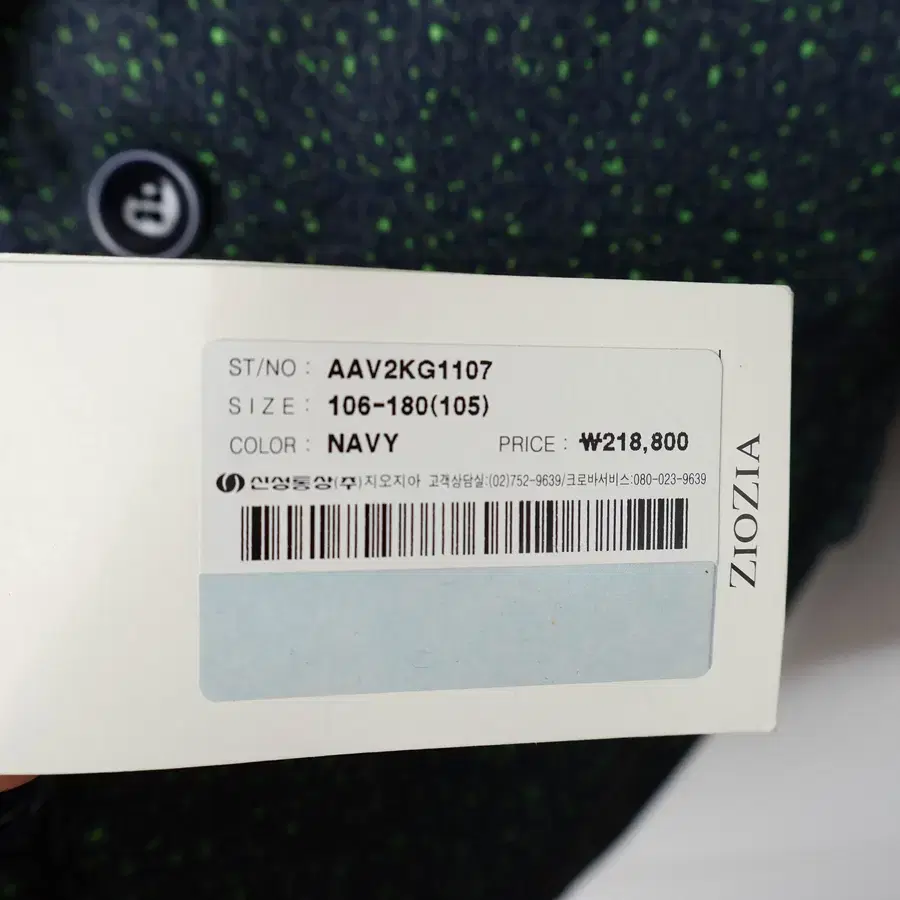 ST/NO : AAV2KG1107
SIZE : 106-180(105)
COLOR : NAVY PRICE : ₩218,800
신성통상(주)지오지아 고객상담실:(02)752-9639/크로바서비스:080-023-9639
ZIOZIA